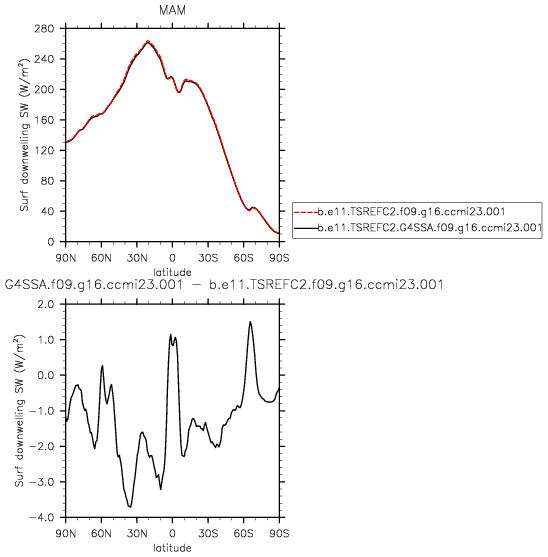 MAM
280
240
200
160
120
80
40
0
Surf downwelling SW (W/m²)
90N 60N 30N 0 30S 60S 90S
latitude
b.e11.TSREFC2.f09.g16.ccmi23.001
b.e11.TSREFC2.G4SSA.f09.g16.ccmi23.001
G4SSA.f09.g16.ccmi23.001 − b.e11.TSREFC2.f09.g16.ccmi23.001
2.0
1.0
0.0
−1.0
−2.0
−3.0
−4.0
Surf downwelling SW (W/m²)
90N 60N 30N 0 30S 60S 90S
latitude